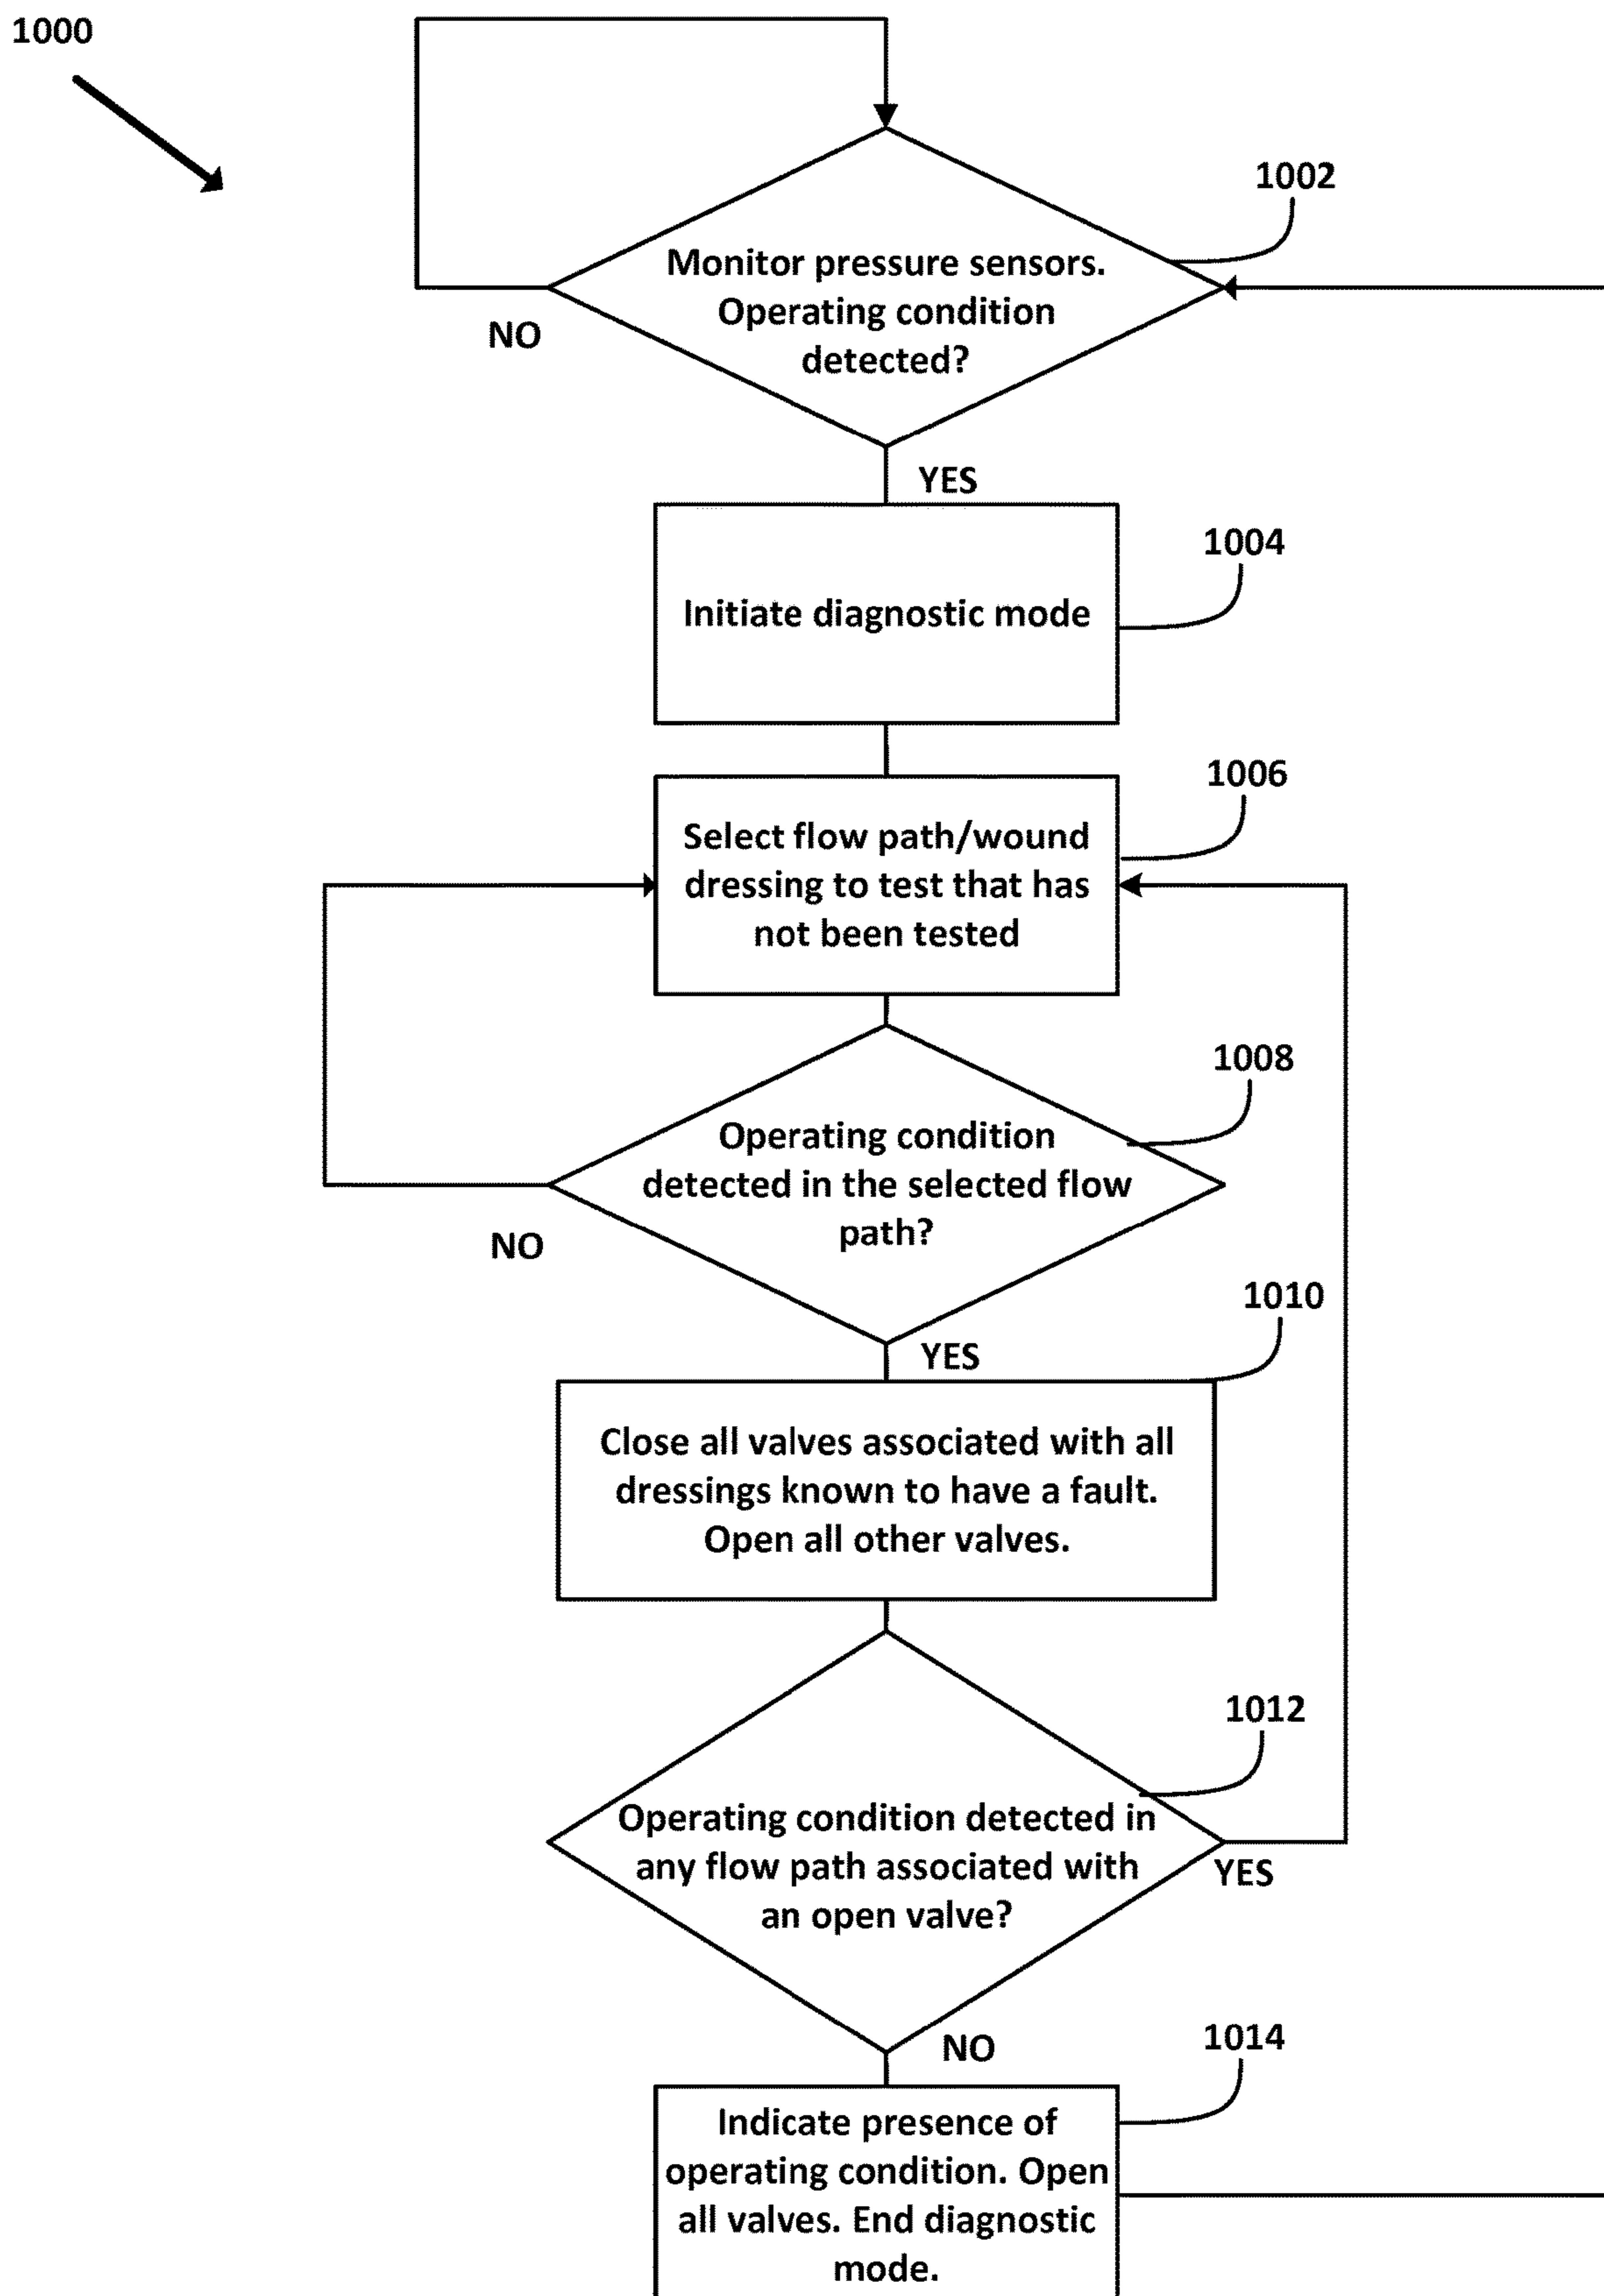 1000
1002
Monitor pressure sensors.
Operating condition
detected?
NO
YES
1004
Initiate diagnostic mode
1006
Select flow path/wound
dressing to test that has
not been tested
1008
Operating condition
detected in the selected flow
path?
NO
YES
1010
Close all valves associated with all
dressings known to have a fault.
Open all other valves.
1012
Operating condition detected in
any flow path associated with
an open valve?
YES
NO
1014
Indicate presence of
operating condition. Open
all valves. End diagnostic
mode.